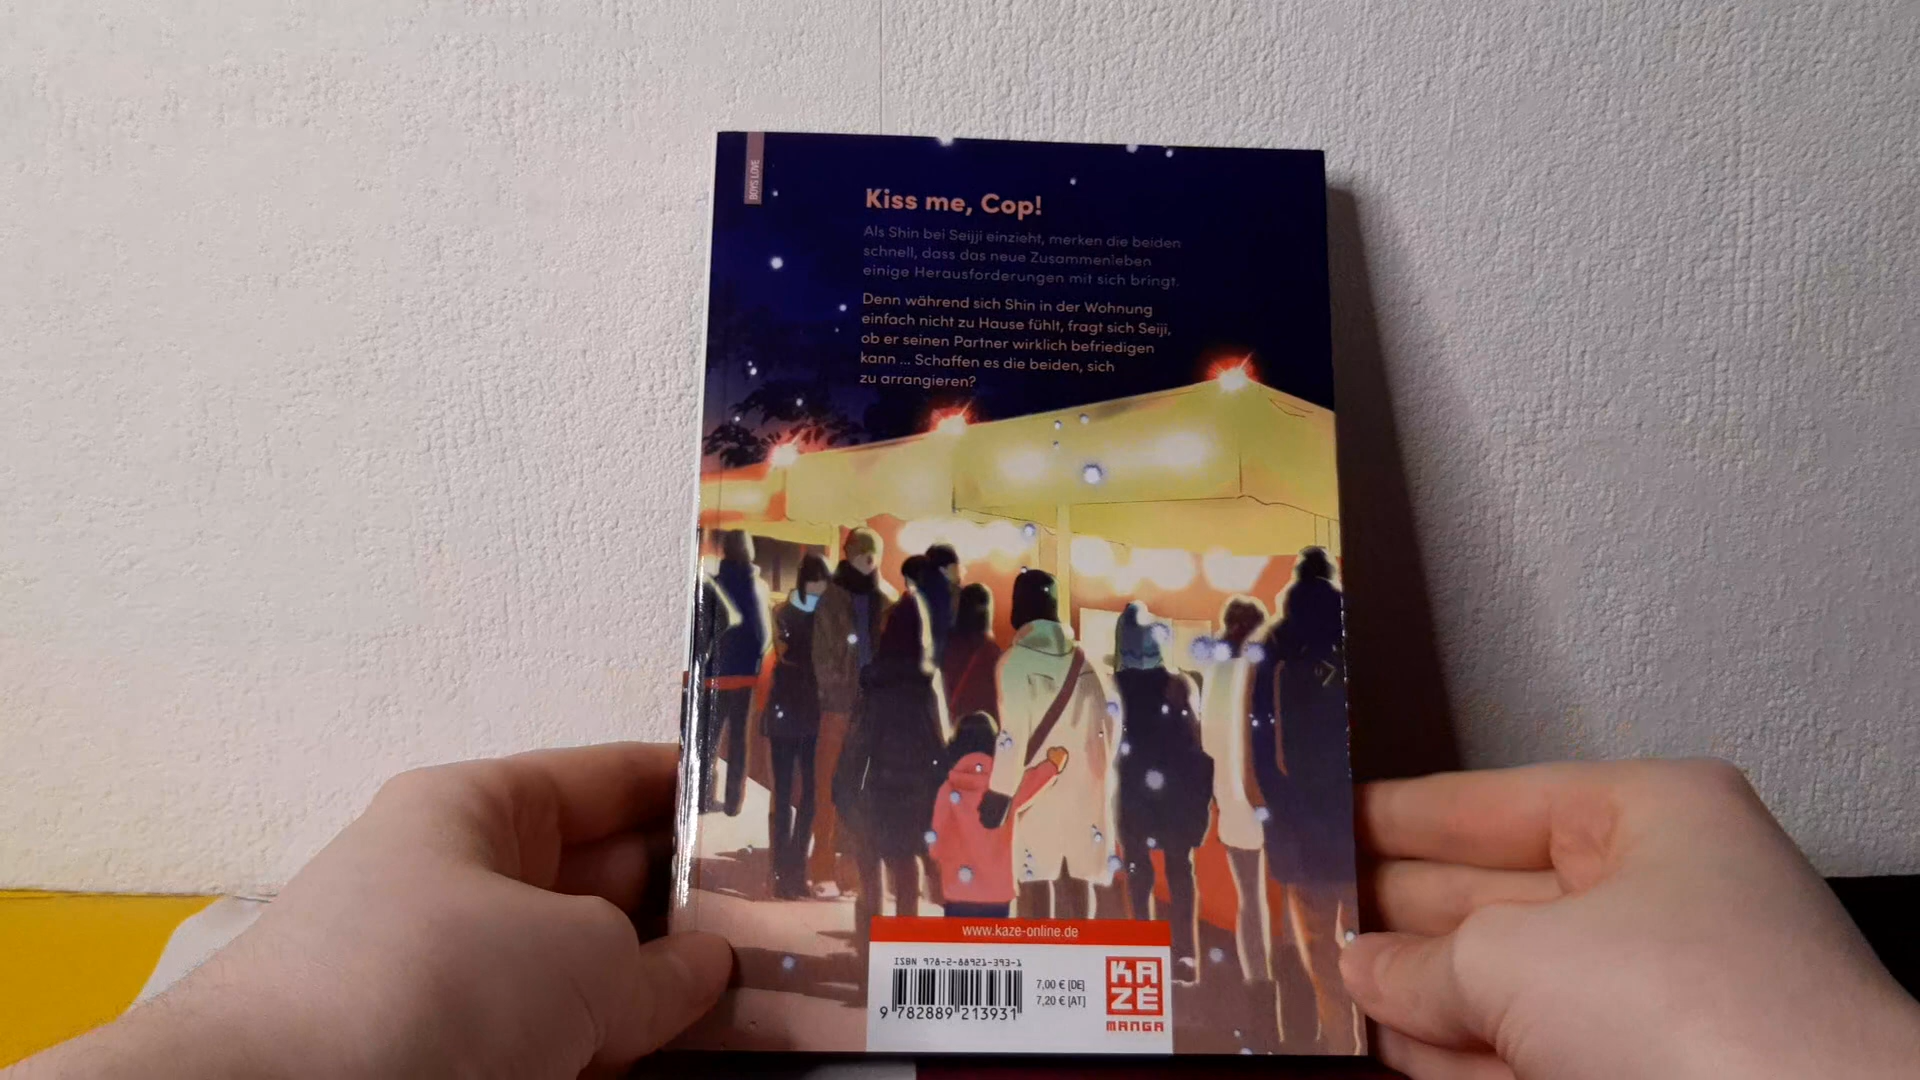 BOYS LOVE
Kiss me, Cop!
Als Shin bei Seiji einzieht, merken die beiden
schnell, dass das neue Zusammenleben
einige Herausforderungen mit sich bringt.
Denn während sich Shin in der Wohnung
einfach nicht zu Hause fühlt, fragt sich Seiji,
ob er seinen Partner wirklich befriedigen
kann ... Schaffen es die beiden, sich
zu arrangieren?
www.kaze-online.de
ISBN 978-2-88921-393-1
7,00 € [DE]
7,20 € [AT]
9 782889 213931
KA
ZÉ
MANGA